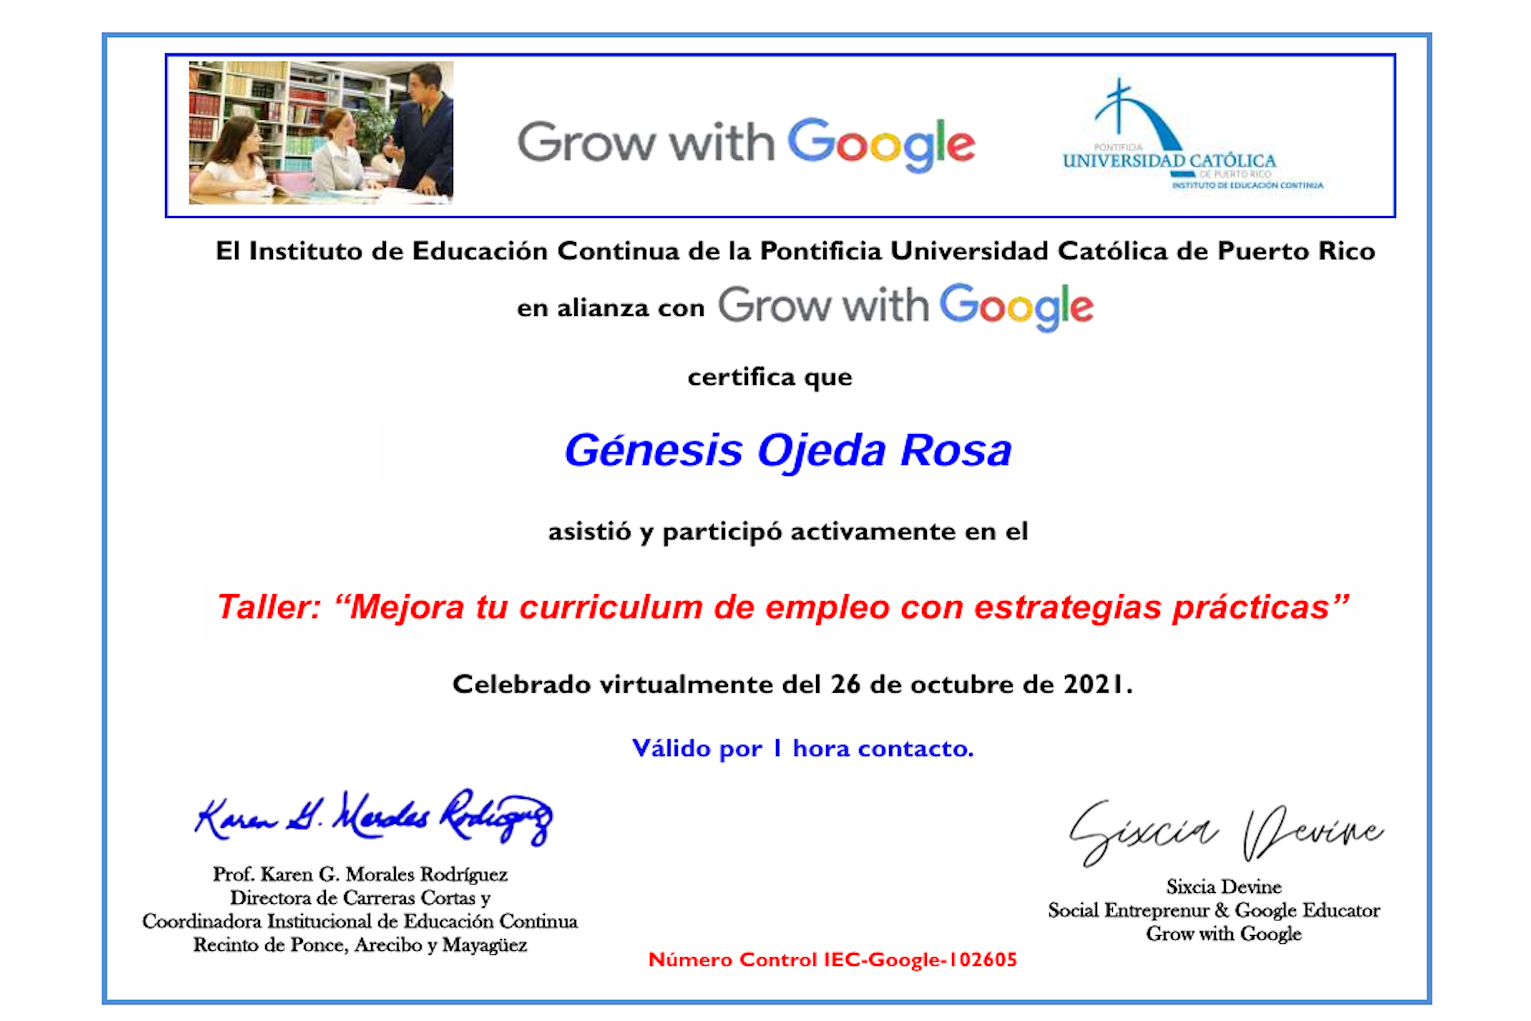 Grow with Google
PONTIFICIA
UNIVERSIDAD CATÓLICA
DE PUERTO RICO
INSTITUTO DE EDUCACIÓN CONTINUA
El Instituto de Educación Continua de la Pontificia Universidad Católica de Puerto Rico
en alianza con Grow with Google
certifica que
Génesis Ojeda Rosa
asistió y participó activamente en el
Taller: “Mejora tu curriculum de empleo con estrategias prácticas”
Celebrado virtualmente del 26 de octubre de 2021.
Válido por 1 hora contacto.
Karen G. Morales Rodríguez
Prof. Karen G. Morales Rodríguez
Directora de Carreras Cortas y
Coordinadora Institucional de Educación Continua
Recinto de Ponce, Arecibo y Mayagüez
Sixcia Devine
Sixcia Devine
Social Entreprenur & Google Educator
Grow with Google
Número Control IEC-Google-102605